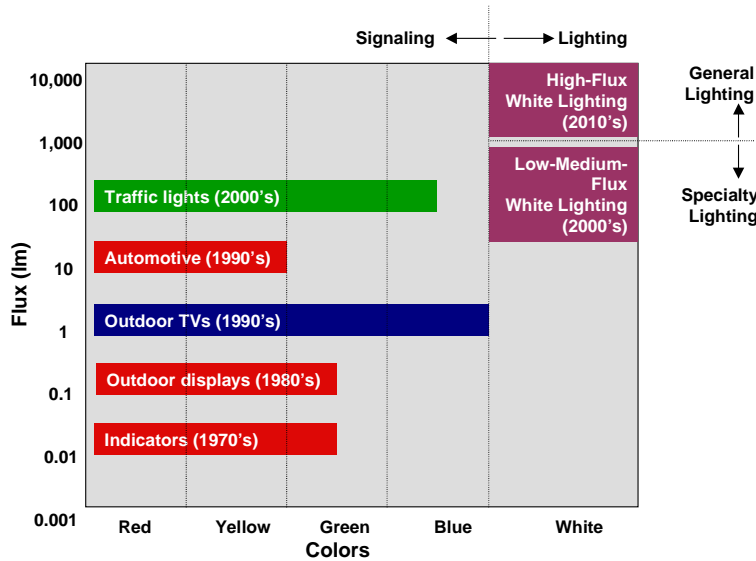 Signaling
Lighting
10,000
High-Flux
White Lighting
(2010's)
General
Lighting
1,000
Low-Medium-
Flux
White Lighting
(2000's)
Specialty
Lighting
Traffic lights (2000's)
100
Automotive (1990's)
10
Flux (lm)
Outdoor TVs (1990's)
1
Outdoor displays (1980's)
0.1
Indicators (1970's)
0.01
0.001
Red
Yellow
Green
Blue
White
Colors